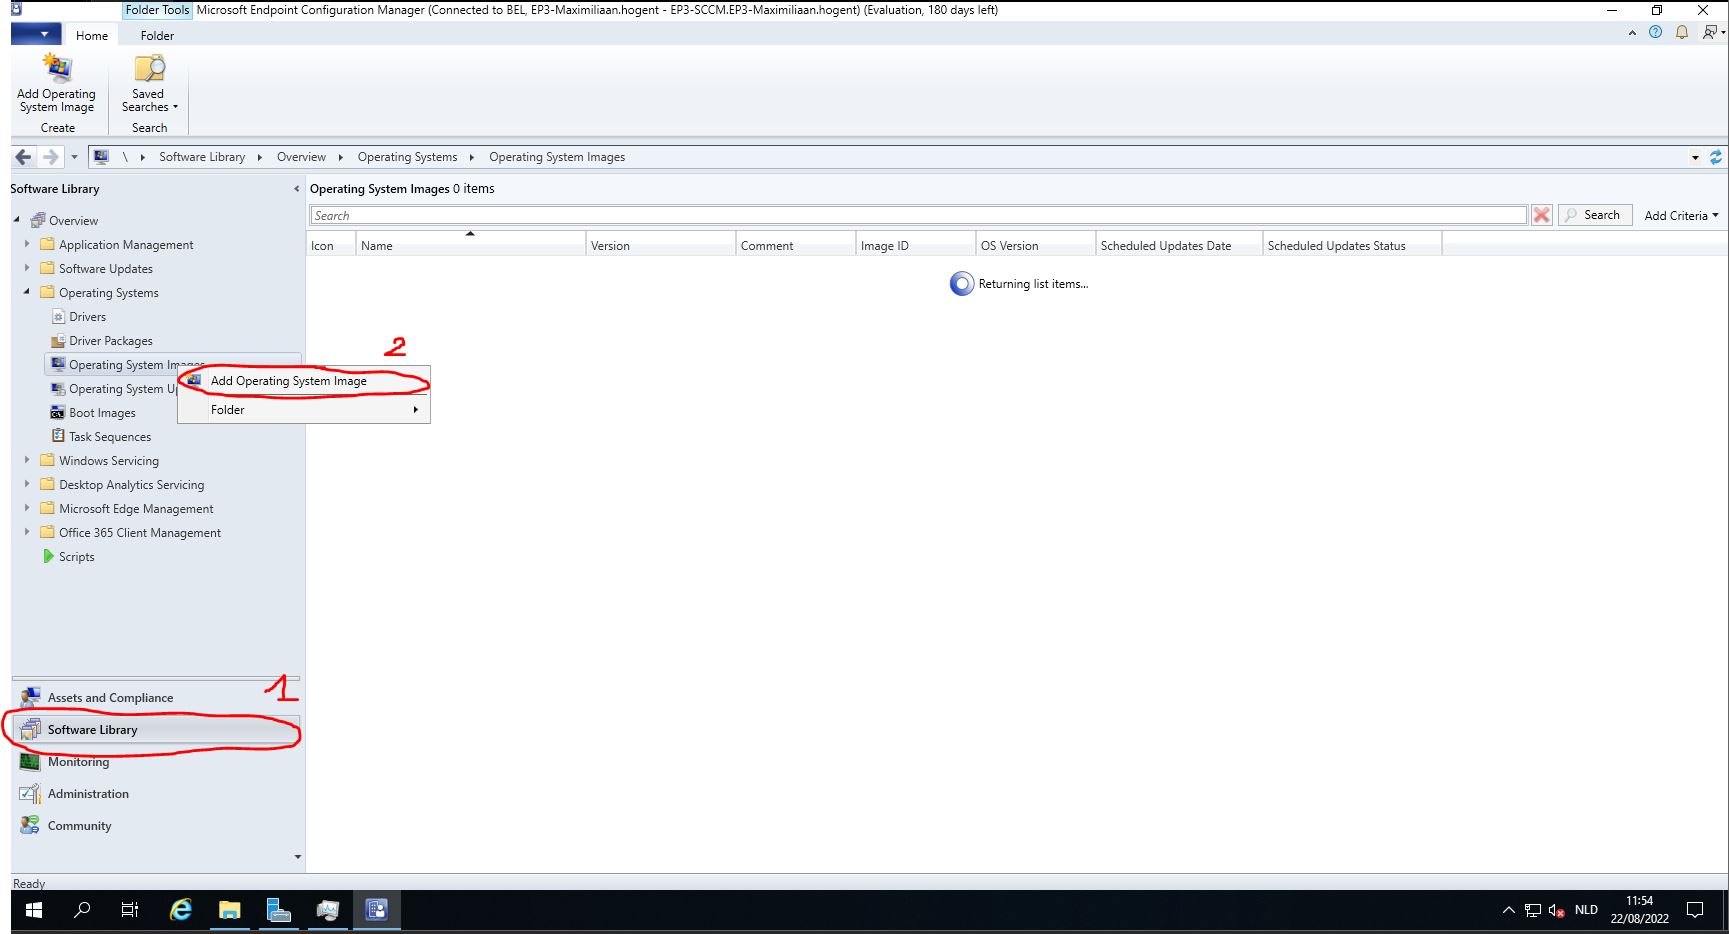 Folder Tools Microsoft Endpoint Configuration Manager (Connected to BEL, EP3-Maximiliaan.hogent - EP3-SCCM.EP3-Maximiliaan.hogent) (Evaluation, 180 days left)
Home Folder
Add Operating
System Image
Saved
Searches
Create Search
\ Software Library Overview Operating Systems Operating System Images
Software Library
Operating System Images 0 items
Search Search Add Criteria
Icon Name Version Comment Image ID OS Version Scheduled Updates Date Scheduled Updates Status
Returning list items...
Overview
Application Management
Software Updates
Operating Systems
Drivers
Driver Packages
Operating System Images
Operating System Up
Boot Images
Task Sequences
Windows Servicing
Desktop Analytics Servicing
Microsoft Edge Management
Office 365 Client Management
Scripts
2
Add Operating System Image
Folder
1
Assets and Compliance
Software Library
Monitoring
Administration
Community
Ready
NLD
11:54
22/08/2022